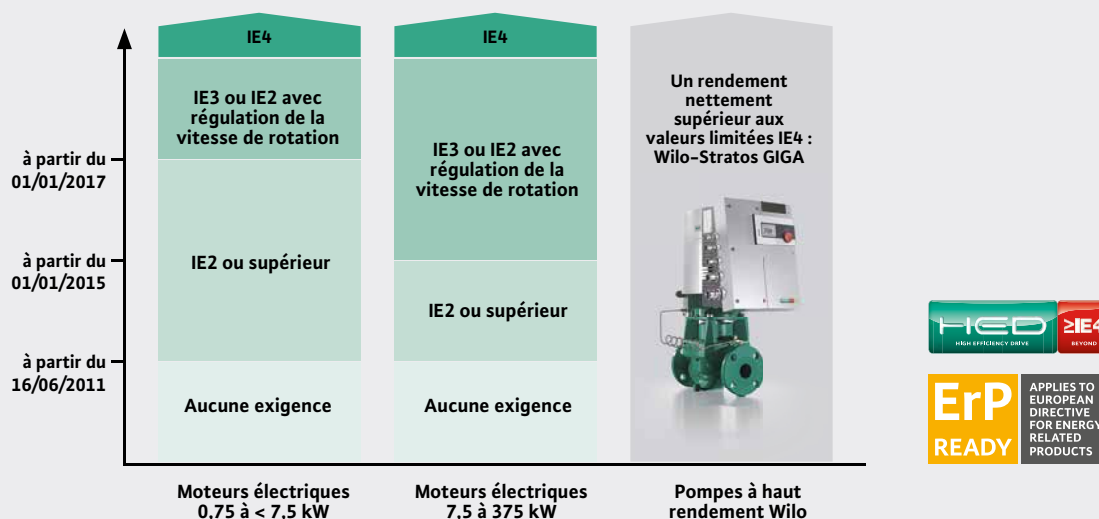 IE4
IE3 ou IE2 avec
régulation de la
vitesse de rotation
IE2 ou supérieur
Aucune exigence
IE4
IE3 ou IE2 avec
régulation de la
vitesse de rotation
IE2 ou supérieur
Aucune exigence
Un rendement
nettement
supérieur aux
valeurs limitées IE4 :
Wilo-Stratos GIGA
à partir du
01/01/2017
à partir du
01/01/2015
à partir du
16/06/2011
Moteurs électriques
0,75 à < 7,5 kW
Moteurs électriques
7,5 à 375 kW
Pompes à haut
rendement Wilo
HED
HIGH EFFICIENCY DRIVE
≥IE4
BEYOND
ErP
READY
APPLIES TO
EUROPEAN
DIRECTIVE
FOR ENERGY
RELATED
PRODUCTS